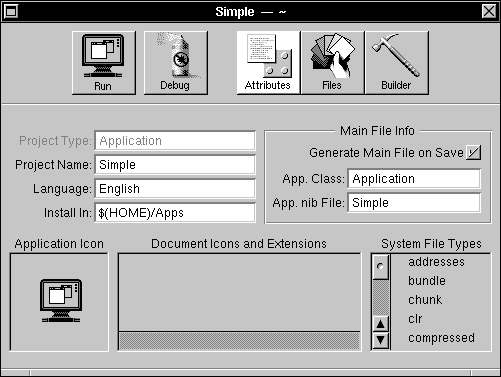 Simple — ~
Run
Debug
Attributes
Files
Builder
Project Type: Application
Project Name: Simple
Language: English
Install In: $(HOME)/Apps
Main File Info
Generate Main File on Save
App. Class: Application
App. nib File: Simple
Application Icon
Document Icons and Extensions
System File Types
addresses
bundle
chunk
clr
compressed